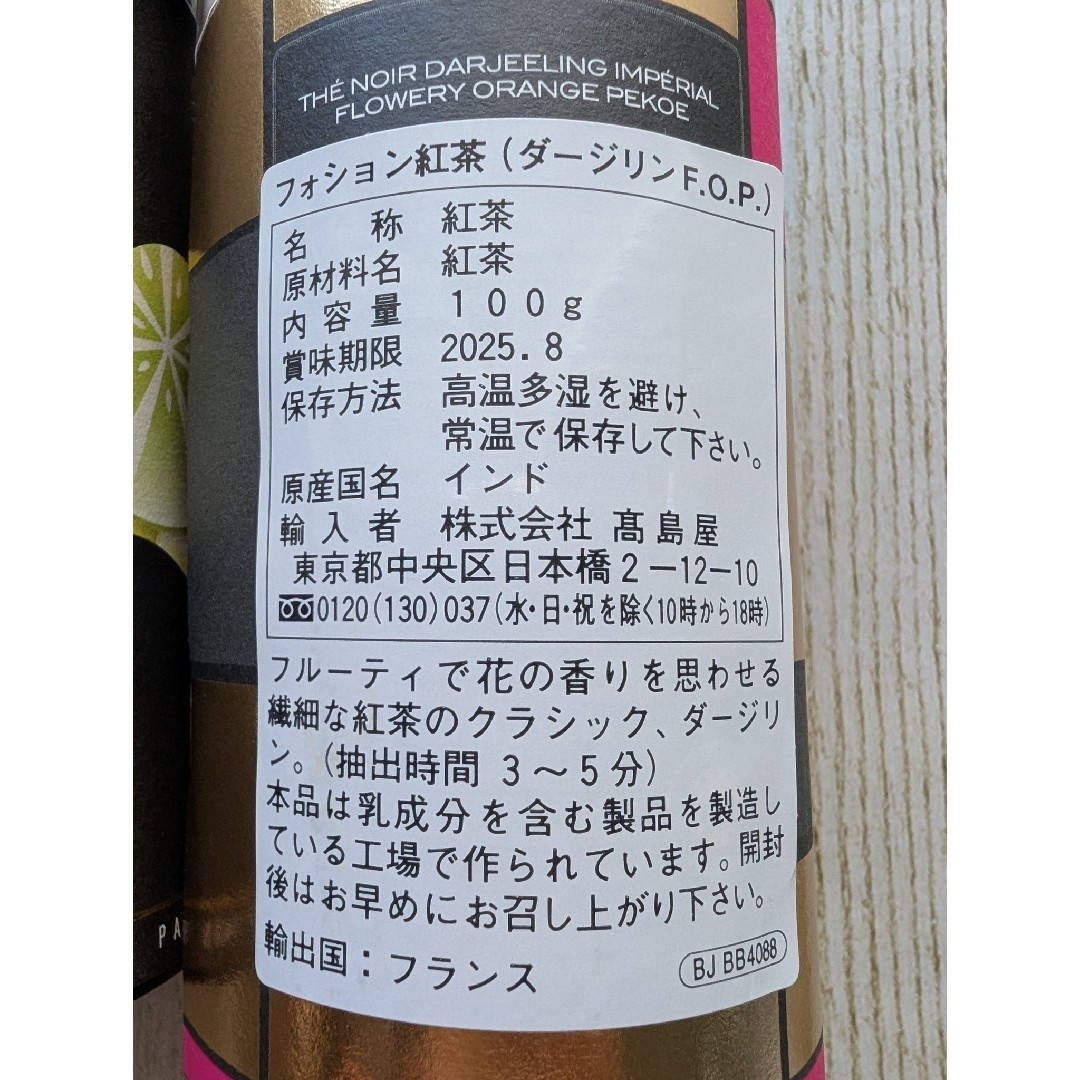 THÉ NOIR DARJEELING IMPÉRIAL
FLOWERY ORANGE PEKOE
フォション紅茶(ダージリンF.O.P.)
名称 紅茶
原材料名 紅茶
内容量 100g
賞味期限 2025.8
保存方法 高温多湿を避け、
常温で保存して下さい。
原産国名 インド
輸入者 株式会社 髙島屋
東京都中央区日本橋2-12-10
0120(130)037(水・日・祝を除く10時から18時)
フルーティで花の香りを思わせる
繊細な紅茶のクラシック、ダージリ
ン。(抽出時間 3~5分)
本品は乳成分を含む製品を製造し
ている工場で作られています。開封
後はお早めにお召し上がり下さい。
輸出国:フランス
BJ BB4088